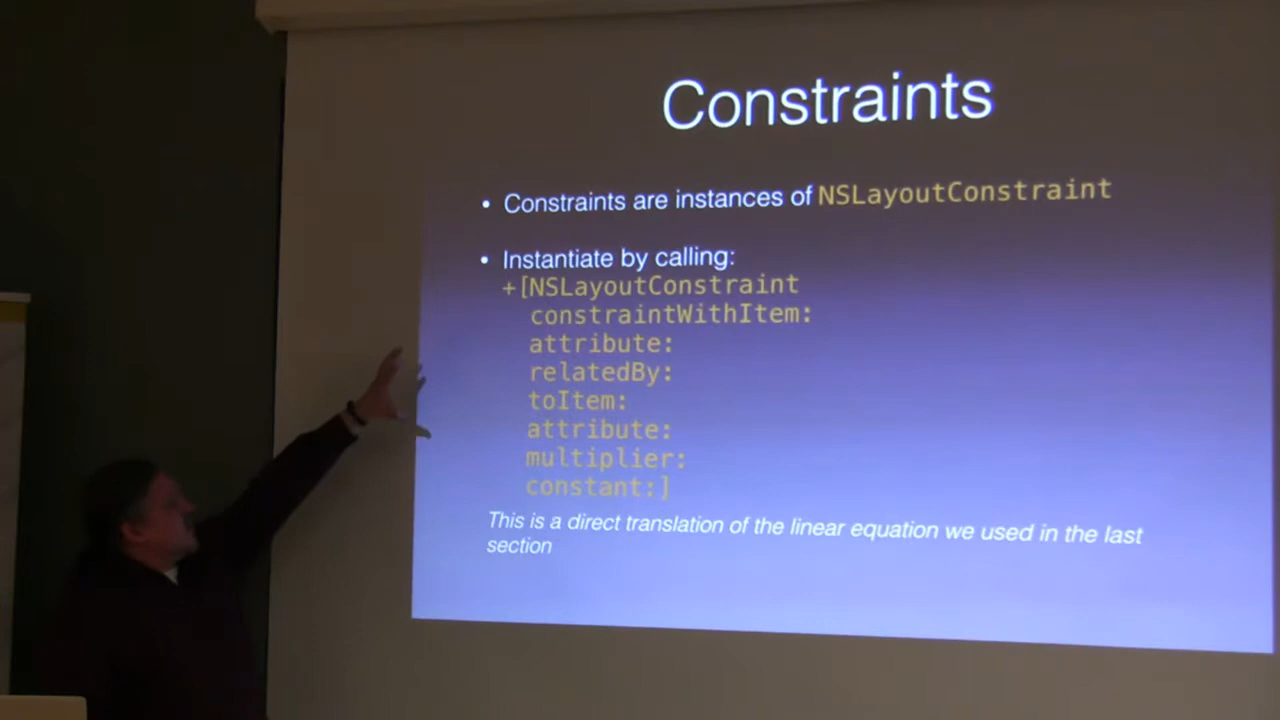 Constraints
• Constraints are instances of NSLayoutConstraint
• Instantiate by calling:
+[NSLayoutConstraint
constraintWithItem:
attribute:
relatedBy:
toItem:
attribute:
multiplier:
constant:]
This is a direct translation of the linear equation we used in the last
section